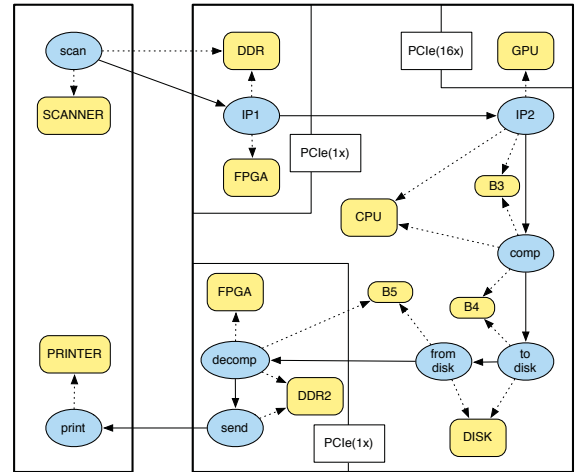 scan
DDR
PCIe(16x)
GPU
SCANNER
IP1
IP2
PCIe(1x)
FPGA
B3
CPU
comp
FPGA
B5
B4
PRINTER
decomp
from
disk
to
disk
DDR2
print
send
PCIe(1x)
DISK